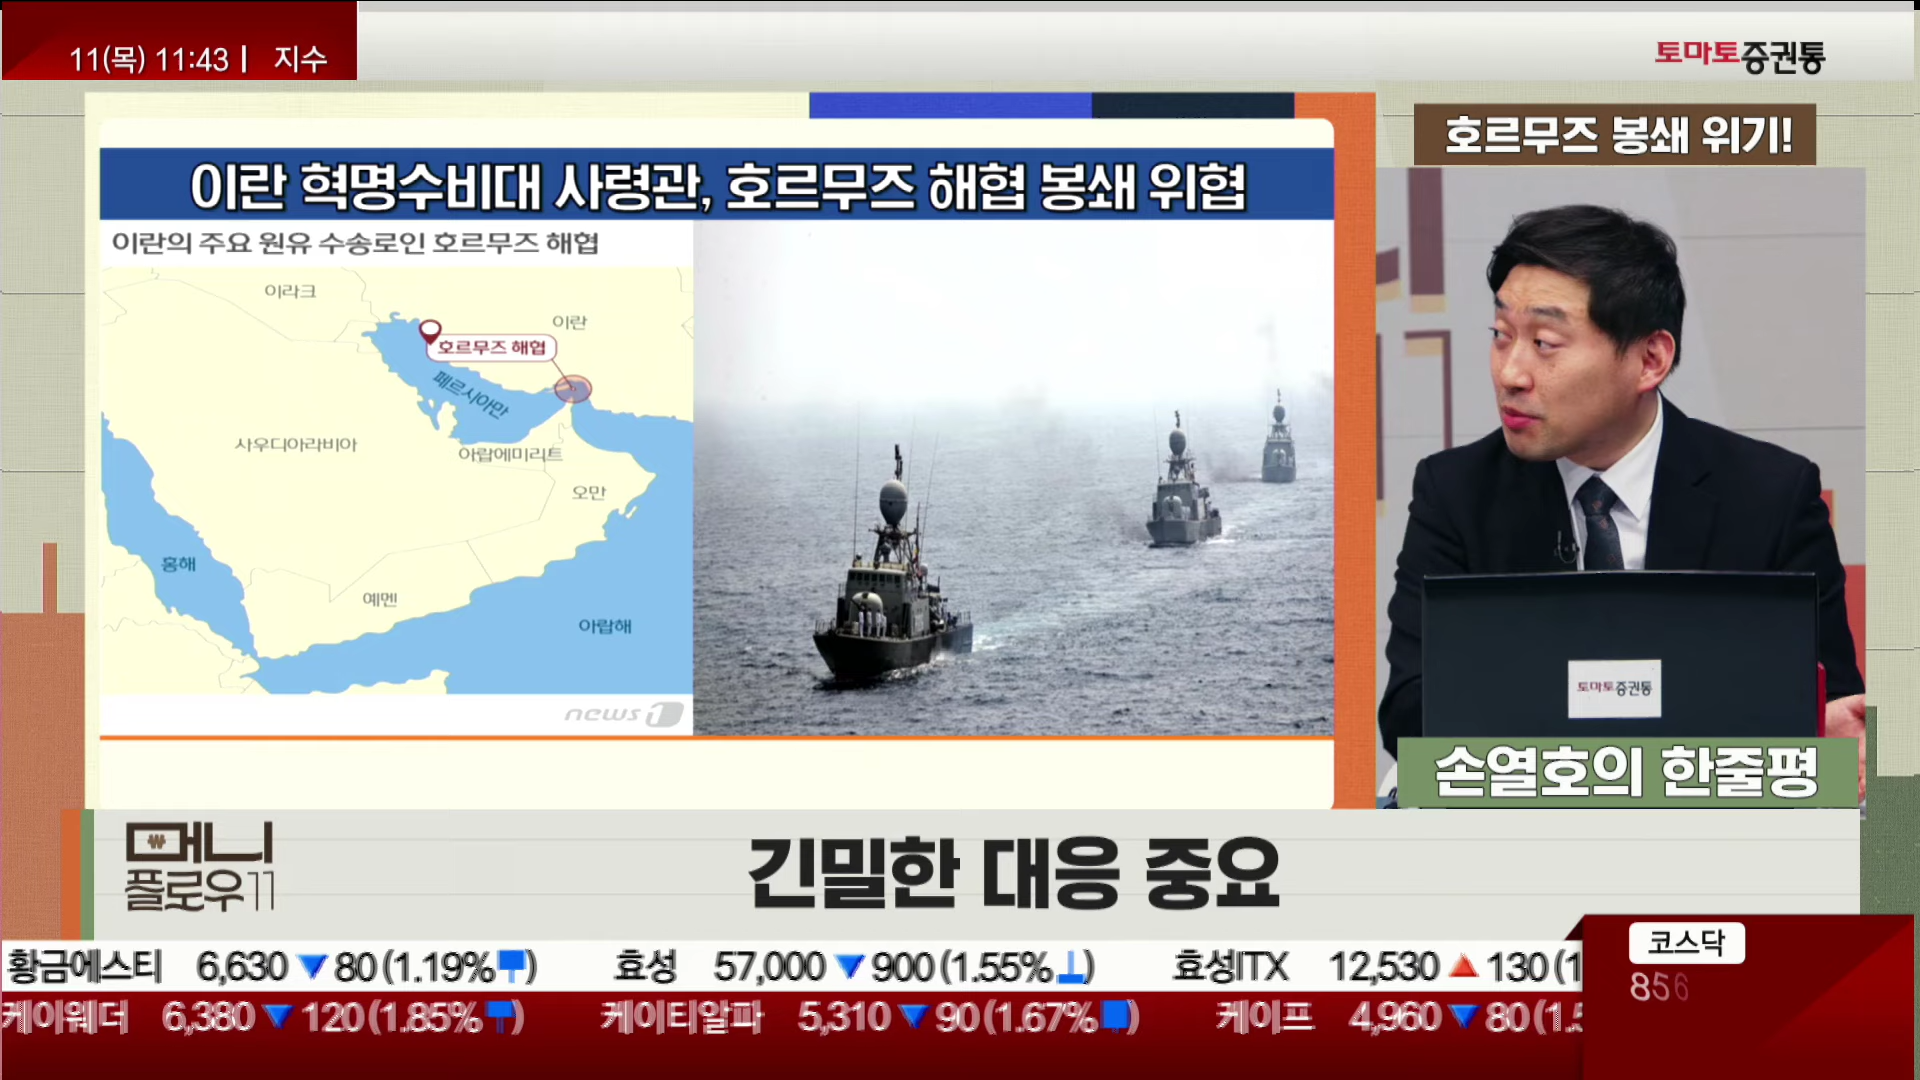 11(목) 11:43 | 지수
토마토증권통
호르무즈 봉쇄 위기!
이란 혁명수비대 사령관, 호르무즈 해협 봉쇄 위협
이란의 주요 원유 수송로인 호르무즈 해협
이라크
이란
호르무즈 해협
페르시아만
사우디아라비아
아랍에미리트
오만
홍해
예멘
아랍해
news1
토마토증권통
손열호의 한줄평
머니
플로우11
긴밀한 대응 중요
황금에스티 6,630 ▼ 80 (1.19%) 효성 57,000 ▼ 900 (1.55%) 효성ITX 12,530 ▲ 130 (1
케이웨더 6,380 ▼ 120 (1.85%) 케이티알파 5,310 ▼ 90 (1.67%) 케이프 4,960 ▼ 80 (1.5
코스닥
856